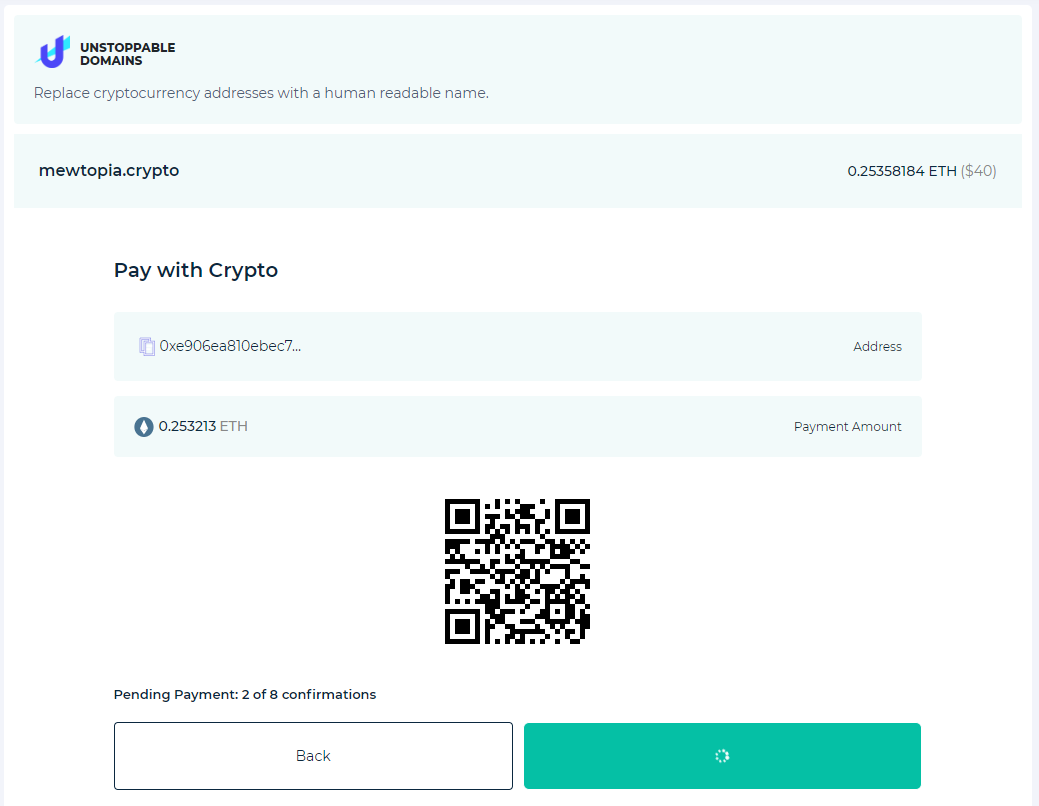 UNSTOPPABLE
DOMAINS
Replace cryptocurrency addresses with a human readable name.
mewtopia.crypto 0.25358184 ETH ($40)
Pay with Crypto
0xe906ea810ebec7... Address
0.253213 ETH Payment Amount
Pending Payment: 2 of 8 confirmations
Back